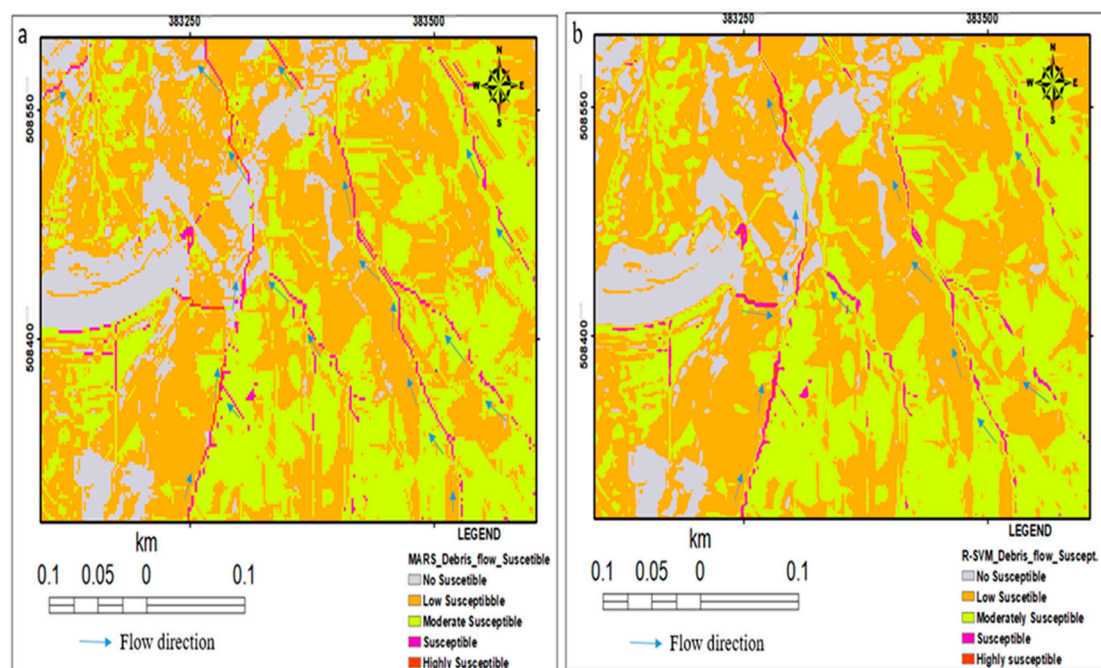 a
383250
383500
N
W
E
S
508550
508400
km
0.1 0.05 0 0.1
Flow direction
LEGEND
MARS_Debris_flow_Suscetible
No Suscetible
Low Susceptibble
Moderate Susceptible
Susceptible
Highly Susceptible
b
383250
383500
N
W
E
S
508550
508400
km
0.1 0.05 0 0.1
Flow direction
LEGEND
R-SVM_Debris_flow_Suscept.
No Susceptible
Low Suscetible
Moderately Susceptible
Susceptible
Highly susceptible